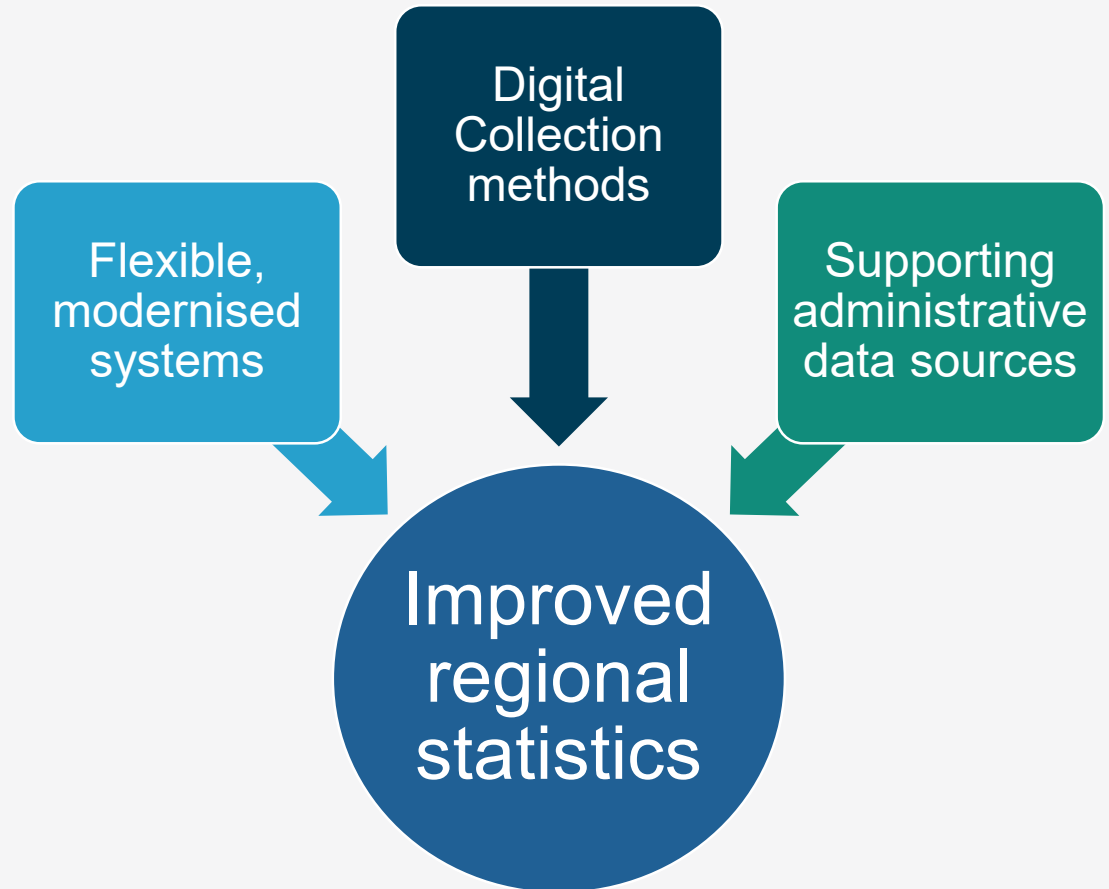 Digital
Collection
methods
Flexible,
modernised
systems
Supporting
administrative
data sources
Improved
regional
statistics